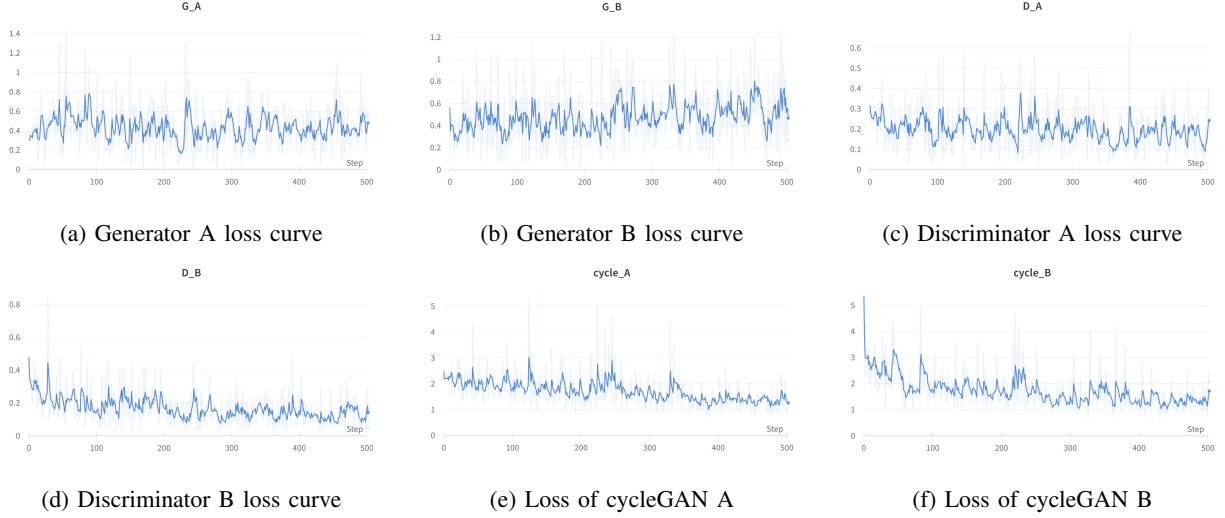 G_A
1.4
1.2
1
0.8
0.6
0.4
0.2
0
Step
0 100 200 300 400 500
(a) Generator A loss curve
G_B
1.2
1
0.8
0.6
0.4
0.2
0
Step
0 100 200 300 400 500
(b) Generator B loss curve
D_A
0.6
0.5
0.4
0.3
0.2
0.1
0
Step
0 100 200 300 400 500
(c) Discriminator A loss curve
D_B
0.8
0.6
0.4
0.2
0
Step
0 100 200 300 400 500
(d) Discriminator B loss curve
cycle_A
5
4
3
2
1
0
Step
0 100 200 300 400 500
(e) Loss of cycleGAN A
cycle_B
5
4
3
2
1
0
Step
0 100 200 300 400 500
(f) Loss of cycleGAN B